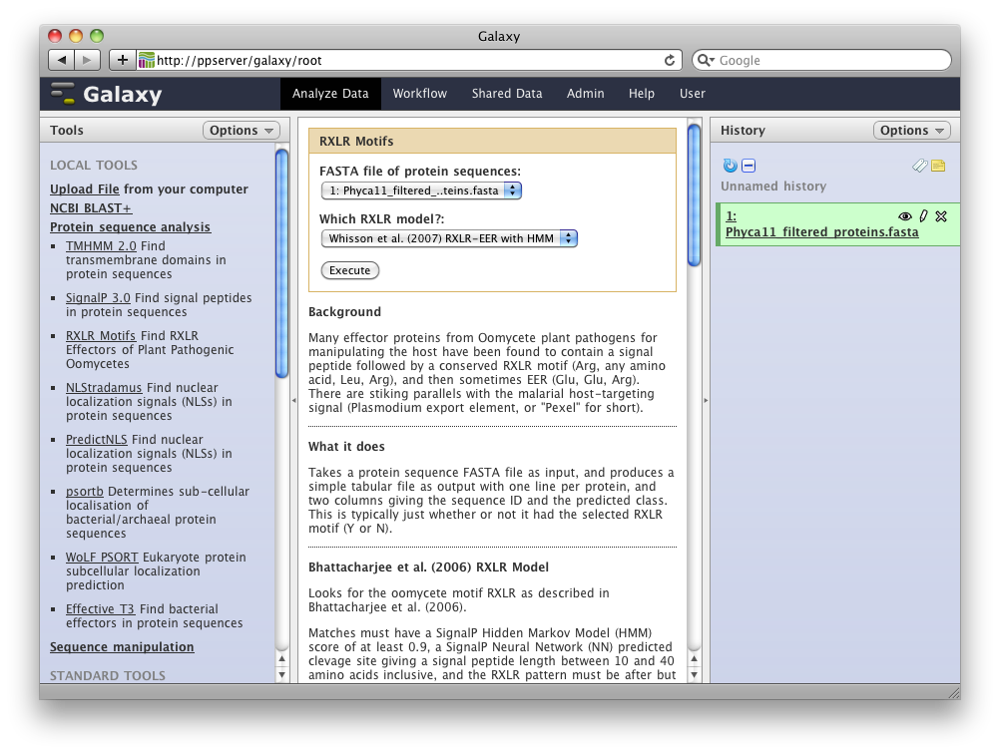 Galaxy
http://ppserver/galaxy/root
Google
Galaxy
Analyze Data
Workflow
Shared Data
Admin
Help
User
Tools
Options
LOCAL TOOLS
Upload File from your computer
NCBI BLAST+
Protein sequence analysis
TMHMM 2.0 Find
transmembrane domains in
protein sequences
SignalP 3.0 Find signal peptides
in protein sequences
RXLR Motifs Find RXLR
Effectors of Plant Pathogenic
Oomycetes
NLStradamus Find nuclear
localization signals (NLSs) in
protein sequences
PredictNLS Find nuclear
localization signals (NLSs) in
protein sequences
psortb Determines sub-cellular
localisation of
bacterial/archaeal protein
sequences
WoLF PSORT Eukaryote protein
subcellular localization
prediction
Effective T3 Find bacterial
effectors in protein sequences
Sequence manipulation
STANDARD TOOLS
RXLR Motifs
FASTA file of protein sequences:
1: Phyca11_filtered_..teins.fasta
Which RXLR model?:
Whisson et al. (2007) RXLR-EER with HMM
Execute
Background
Many effector proteins from Oomycete plant pathogens for
manipulating the host have been found to contain a signal
peptide followed by a conserved RXLR motif (Arg, any amino
acid, Leu, Arg), and then sometimes EER (Glu, Glu, Arg).
There are stiking parallels with the malarial host-targeting
signal (Plasmodium export element, or "Pexel" for short).
What it does
Takes a protein sequence FASTA file as input, and produces a
simple tabular file as output with one line per protein, and
two columns giving the sequence ID and the predicted class.
This is typically just whether or not it had the selected RXLR
motif (Y or N).
Bhattacharjee et al. (2006) RXLR Model
Looks for the oomycete motif RXLR as described in
Bhattacharjee et al. (2006).
Matches must have a SignalP Hidden Markov Model (HMM)
score of at least 0.9, a SignalP Neural Network (NN) predicted
clevage site giving a signal peptide length between 10 and 40
amino acids inclusive, and the RXLR pattern must be after but
History
Options
Unnamed history
1:
Phyca11_filtered_proteins.fasta